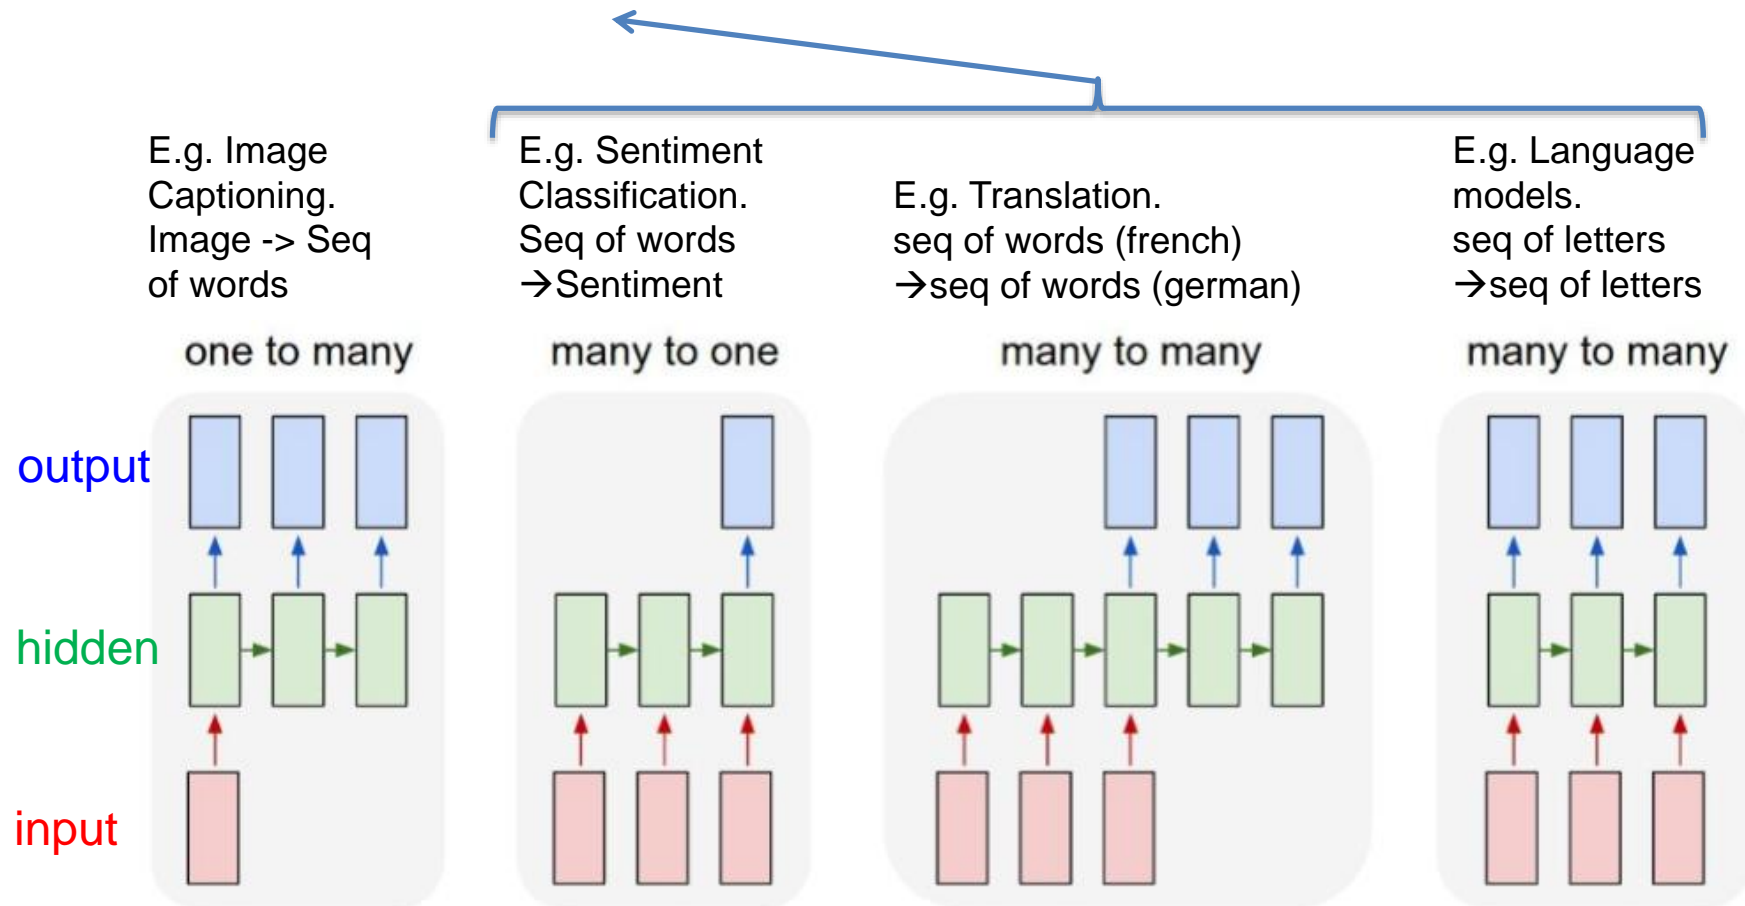 E.g. Image
Captioning.
Image -> Seq
of words
E.g. Sentiment
Classification.
Seq of words
→Sentiment
E.g. Translation.
seq of words (french)
→seq of words (german)
E.g. Language
models.
seq of letters
→seq of letters
one to many
many to one
many to many
many to many
output
hidden
input